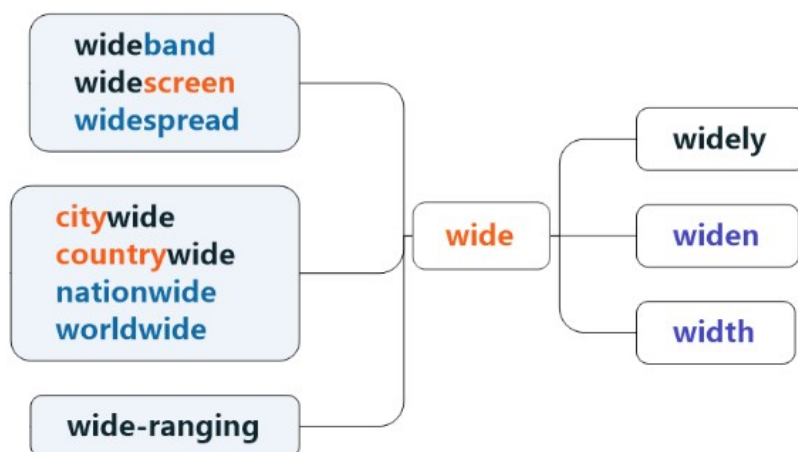 wideband
widescreen
widespread
citywide
countrywide
nationwide
worldwide
wide-ranging
wide
widely
widen
width